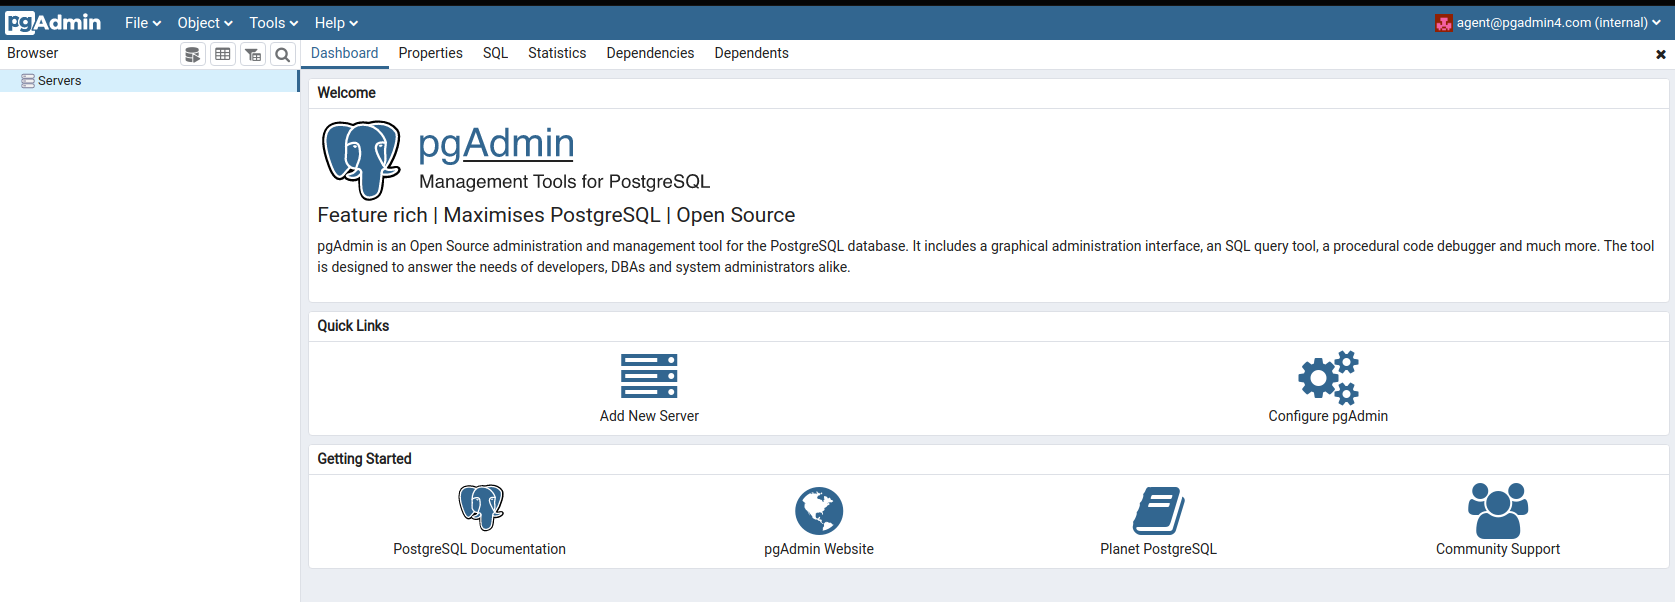 pgAdmin File Object Tools Help agent@pgadmin4.com (internal)
Browser
Dashboard Properties SQL Statistics Dependencies Dependents
Servers
Welcome
pgAdmin
Management Tools for PostgreSQL
Feature rich | Maximises PostgreSQL | Open Source
pgAdmin is an Open Source administration and management tool for the PostgreSQL database. It includes a graphical administration interface, an SQL query tool, a procedural code debugger and much more. The tool
is designed to answer the needs of developers, DBAs and system administrators alike.
Quick Links
Add New Server Configure pgAdmin
Getting Started
PostgreSQL Documentation pgAdmin Website Planet PostgreSQL Community Support